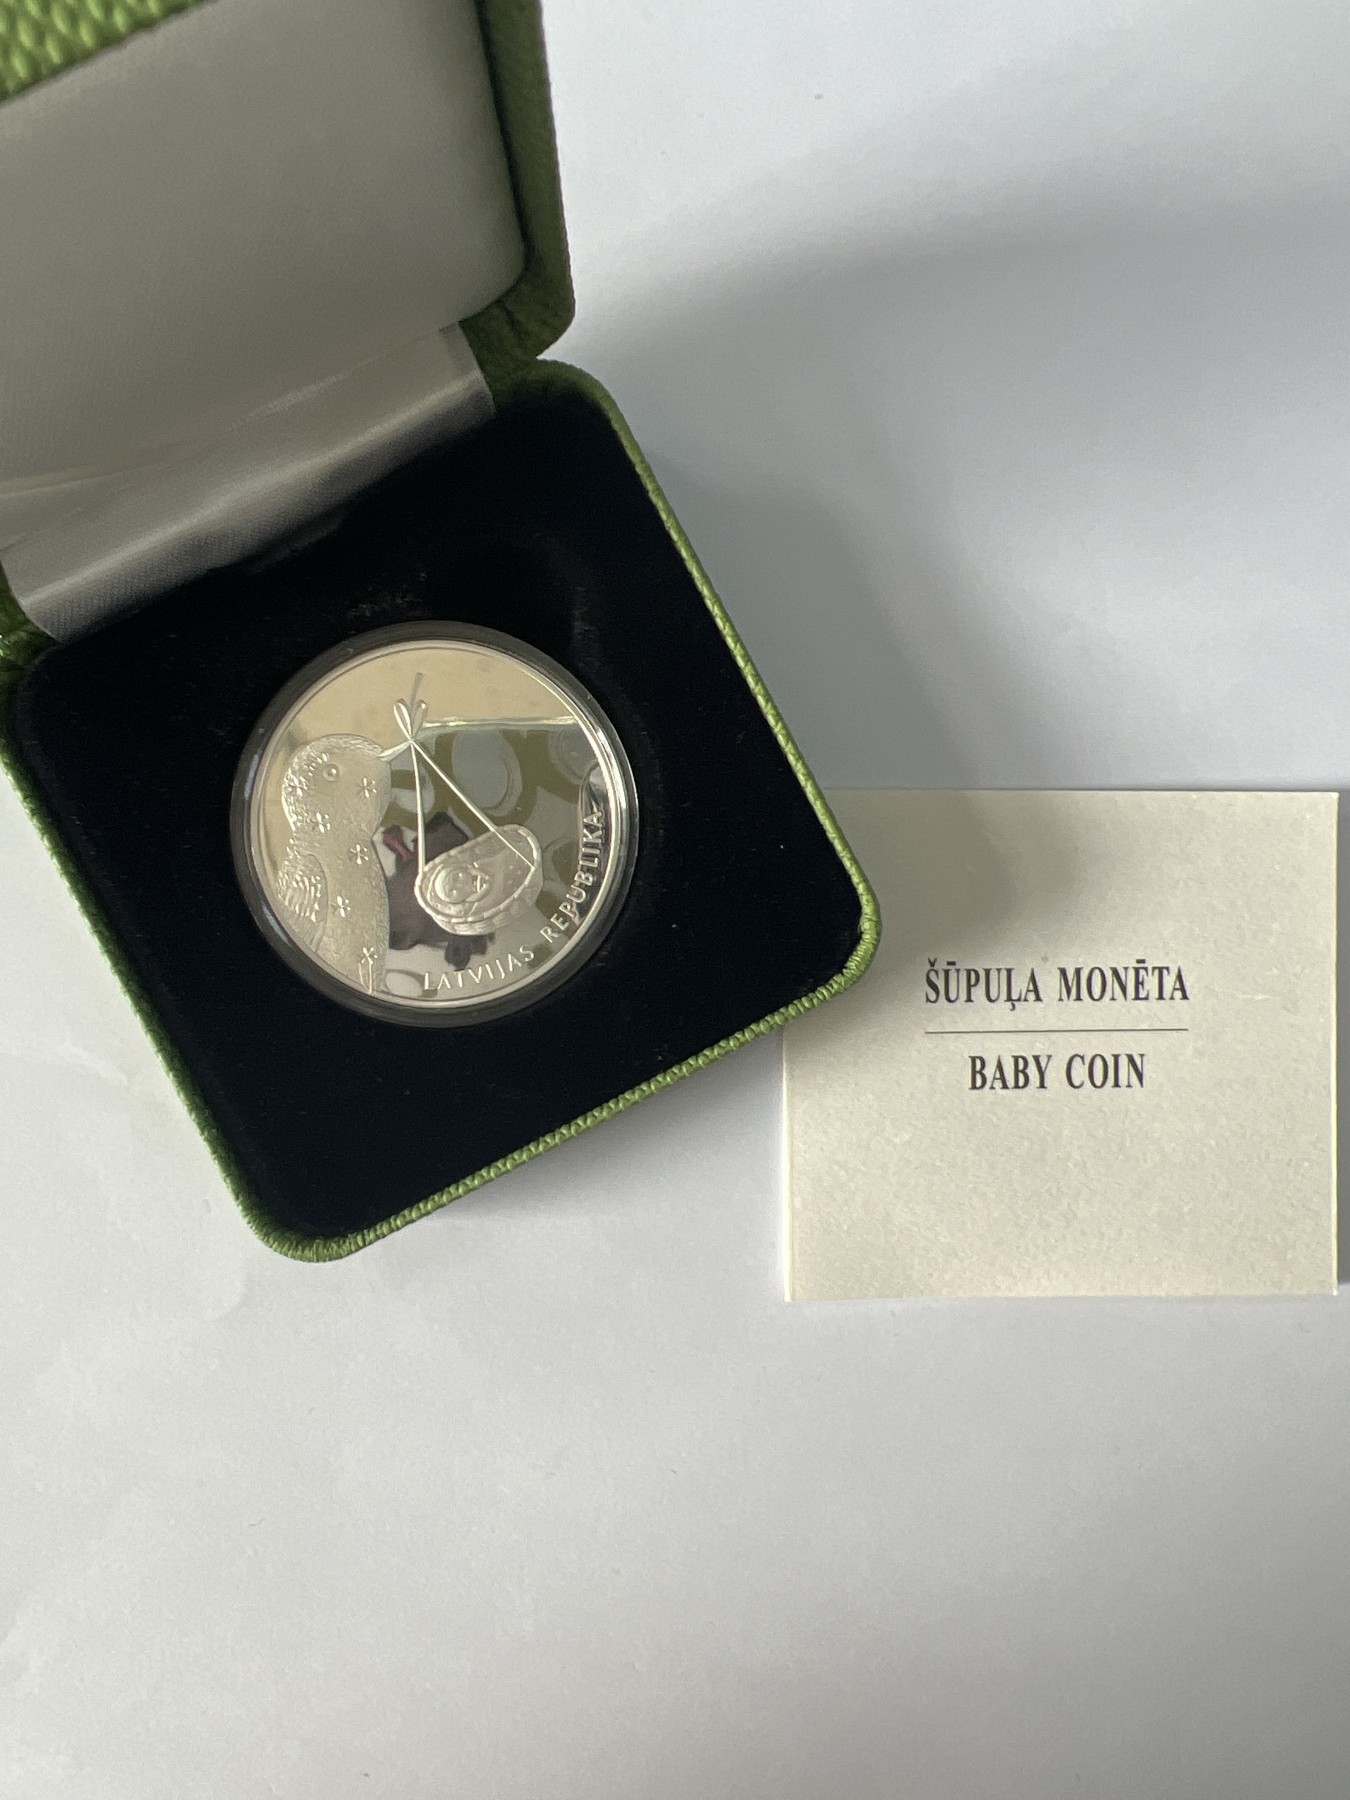 LATVIJAS REPUBLIKA
ŠŪPUĻA MONĒTA
BABY COIN